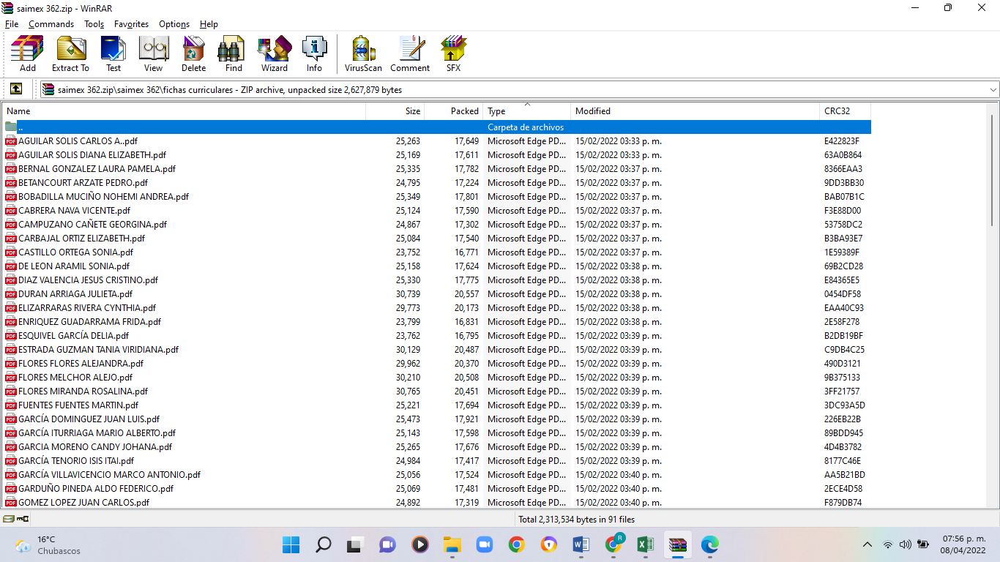 saimex 362.zip - WinRAR
File Commands Tools Favorites Options Help
Add Extract To Test View Delete Find Wizard Info VirusScan Comment SFX
saimex 362.zip\saimex 362\fichas curriculares - ZIP archive, unpacked size 2,627,879 bytes
Name Size Packed Type Modified CRC32
.. Carpeta de archivos
AGUILAR SOLIS CARLOS A..pdf 25,263 17,649 Microsoft Edge PD... 15/02/2022 03:33 p. m. E422823F
AGUILAR SOLIS DIANA ELIZABETH.pdf 25,169 17,611 Microsoft Edge PD... 15/02/2022 03:33 p. m. 63A0B864
BERNAL GONZALEZ LAURA PAMELA.pdf 25,335 17,782 Microsoft Edge PD... 15/02/2022 03:37 p. m. 8366EAA3
BETANCOURT ARZATE PEDRO.pdf 24,795 17,224 Microsoft Edge PD... 15/02/2022 03:37 p. m. 9DD3BB30
BOBADILLA MUCIÑO NOHEMI ANDREA.pdf 25,349 17,801 Microsoft Edge PD... 15/02/2022 03:37 p. m. BAB07B1C
CABRERA NAVA VICENTE.pdf 25,124 17,590 Microsoft Edge PD... 15/02/2022 03:37 p. m. F3E88D00
CAMPUZANO CAÑETE GEORGINA.pdf 24,867 17,302 Microsoft Edge PD... 15/02/2022 03:37 p. m. 53758DC2
CARBAJAL ORTIZ ELIZABETH.pdf 25,084 17,540 Microsoft Edge PD... 15/02/2022 03:37 p. m. B3BA93E7
CASTILLO ORTEGA SONIA.pdf 23,752 16,771 Microsoft Edge PD... 15/02/2022 03:37 p. m. 1E59389F
DE LEON ARAMIL SONIA.pdf 25,158 17,624 Microsoft Edge PD... 15/02/2022 03:38 p. m. 69B2CD28
DIAZ VALENCIA JESUS CRISTINO.pdf 25,330 17,775 Microsoft Edge PD... 15/02/2022 03:38 p. m. E84365E5
DURAN ARRIAGA JULIETA.pdf 30,739 20,557 Microsoft Edge PD... 15/02/2022 03:38 p. m. 0454DF58
ELIZARRARAS RIVERA CYNTHIA.pdf 29,773 20,173 Microsoft Edge PD... 15/02/2022 03:38 p. m. EAA40C93
ENRIQUEZ GUADARRAMA FRIDA.pdf 23,799 16,831 Microsoft Edge PD... 15/02/2022 03:38 p. m. 2E58F278
ESQUIVEL GARCÍA DELIA.pdf 23,762 16,795 Microsoft Edge PD... 15/02/2022 03:39 p. m. B2DB19BF
ESTRADA GUZMAN TANIA VIRIDIANA.pdf 30,129 20,487 Microsoft Edge PD... 15/02/2022 03:39 p. m. C9DB4C25
FLORES FLORES ALEJANDRA.pdf 29,962 20,370 Microsoft Edge PD... 15/02/2022 03:39 p. m. 490D3121
FLORES MELCHOR ALEJO.pdf 30,210 20,508 Microsoft Edge PD... 15/02/2022 03:39 p. m. 9B375133
FLORES MIRANDA ROSALINA.pdf 30,765 20,451 Microsoft Edge PD... 15/02/2022 03:39 p. m. 3FF21757
FUENTES FUENTES MARTIN.pdf 25,221 17,694 Microsoft Edge PD... 15/02/2022 03:39 p. m. 3DC93A5D
GARCÍA DOMINGUEZ JUAN LUIS.pdf 25,473 17,921 Microsoft Edge PD... 15/02/2022 03:39 p. m. 226EB22B
GARCÍA ITURRIAGA MARIO ALBERTO.pdf 25,143 17,598 Microsoft Edge PD... 15/02/2022 03:39 p. m. 89BDD945
GARCIA MORENO CANDY JOHANA.pdf 25,265 17,676 Microsoft Edge PD... 15/02/2022 03:39 p. m. 4D4B3782
GARCÍA TENORIO ISIS ITAI.pdf 24,984 17,417 Microsoft Edge PD... 15/02/2022 03:39 p. m. 8177C46E
GARCÍA VILLAVICENCIO MARCO ANTONIO.pdf 25,056 17,524 Microsoft Edge PD... 15/02/2022 03:40 p. m. AA5B21BD
GARDUÑO PINEDA ALDO FEDERICO.pdf 25,069 17,481 Microsoft Edge PD... 15/02/2022 03:40 p. m. 2ECE4D58
GOMEZ LOPEZ JUAN CARLOS.pdf 24,892 17,319 Microsoft Edge PD... 15/02/2022 03:40 p. m. F879DB74
Total 2,313,534 bytes in 91 files
16°C
Chubascos
R
07:56 p. m.
08/04/2022